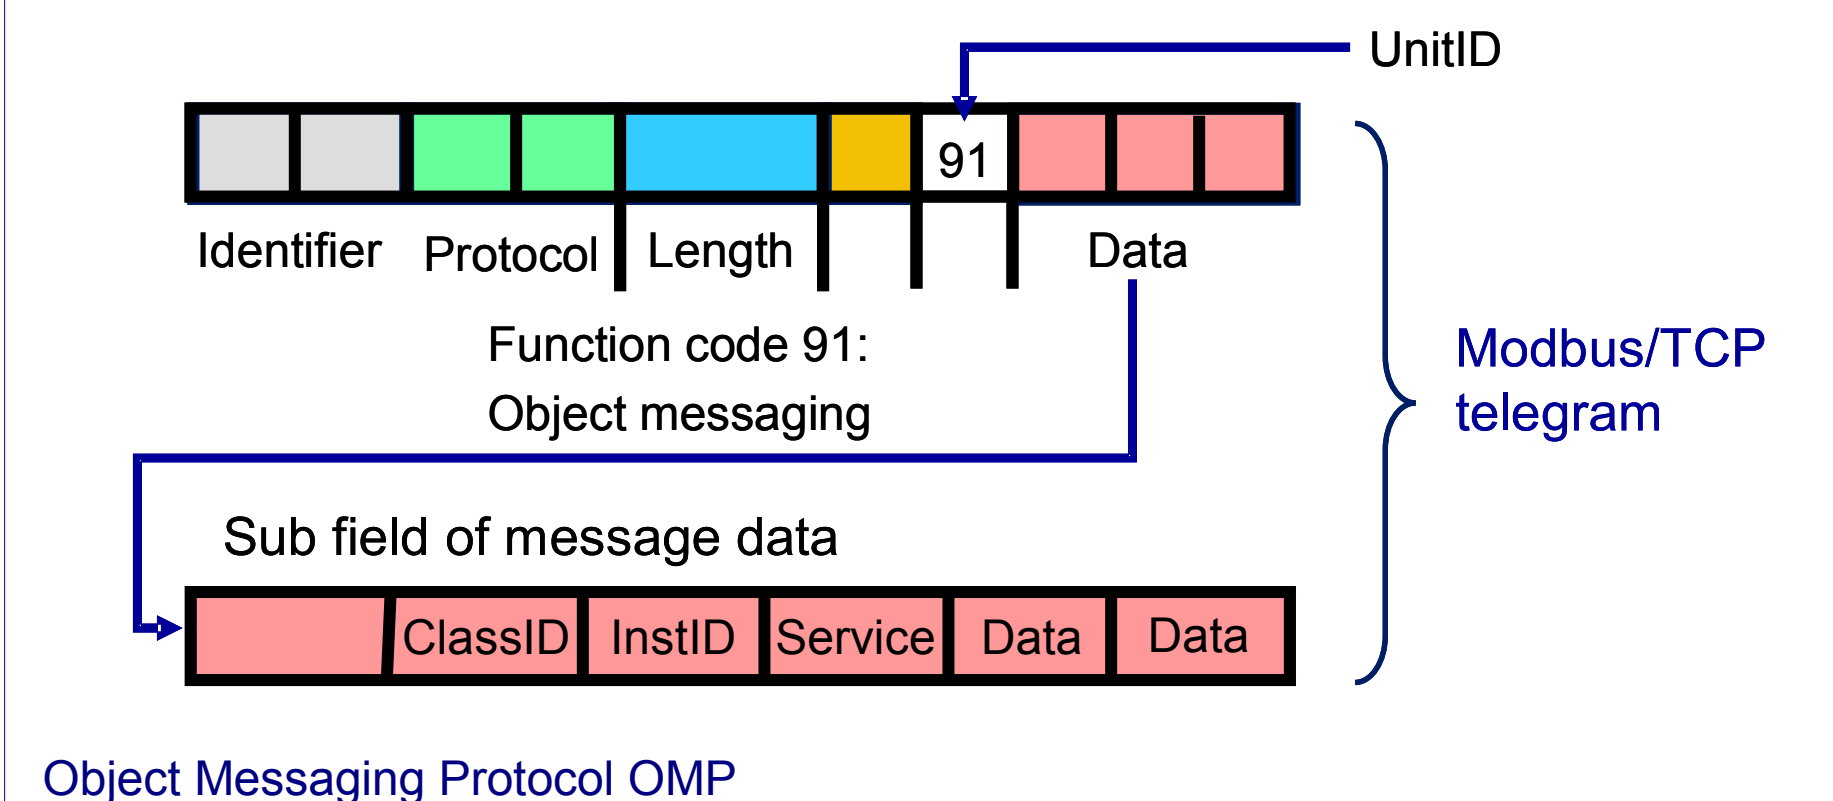 UnitID
91
Identifier Protocol Length Data
Function code 91:
Object messaging
Modbus/TCP
telegram
Sub field of message data
ClassID InstID Service Data Data
Object Messaging Protocol OMP